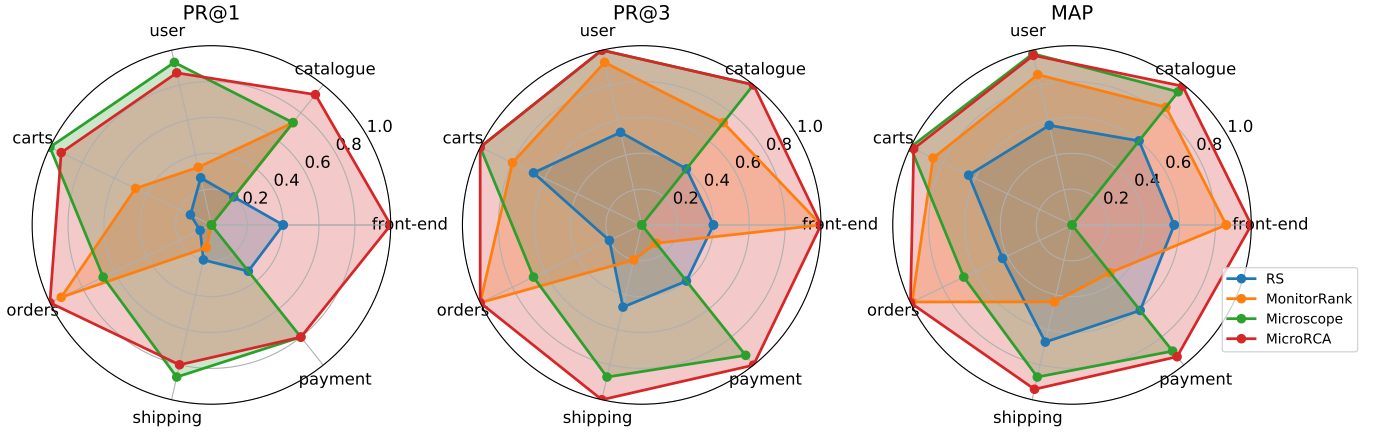 PR@1
user
catalogue
carts
1.0
0.8
0.6
0.4
0.2
front-end
orders
payment
shipping
PR@3
user
catalogue
carts
1.0
0.8
0.6
0.4
0.2
front-end
orders
payment
shipping
MAP
user
catalogue
carts
1.0
0.8
0.6
0.4
0.2
front-end
orders
payment
shipping
RS
MonitorRank
Microscope
MicroRCA